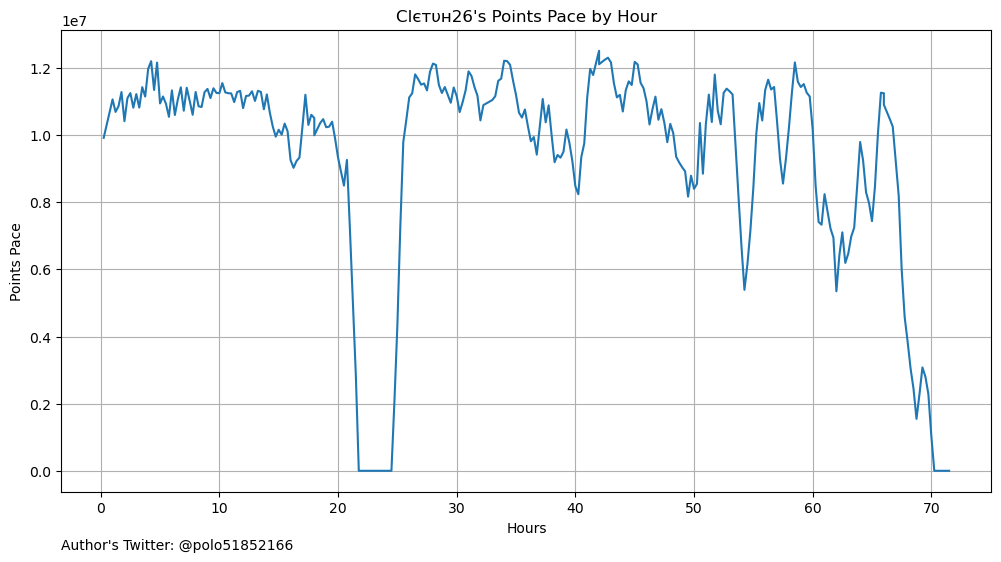 Clєтυн26's Points Pace by Hour
1e7
1.2
1.0
0.8
0.6
0.4
0.2
0.0
Points Pace
0 10 20 30 40 50 60 70
Hours
Author's Twitter: @polo51852166